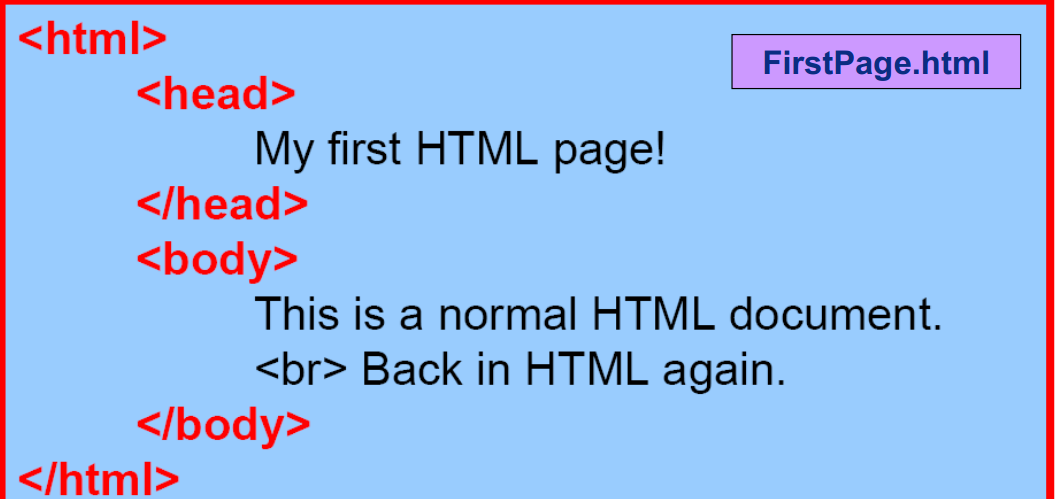 <html>
FirstPage.html
<head>
My first HTML page!
</head>
<body>
This is a normal HTML document.
<br> Back in HTML again.
</body>
</html>